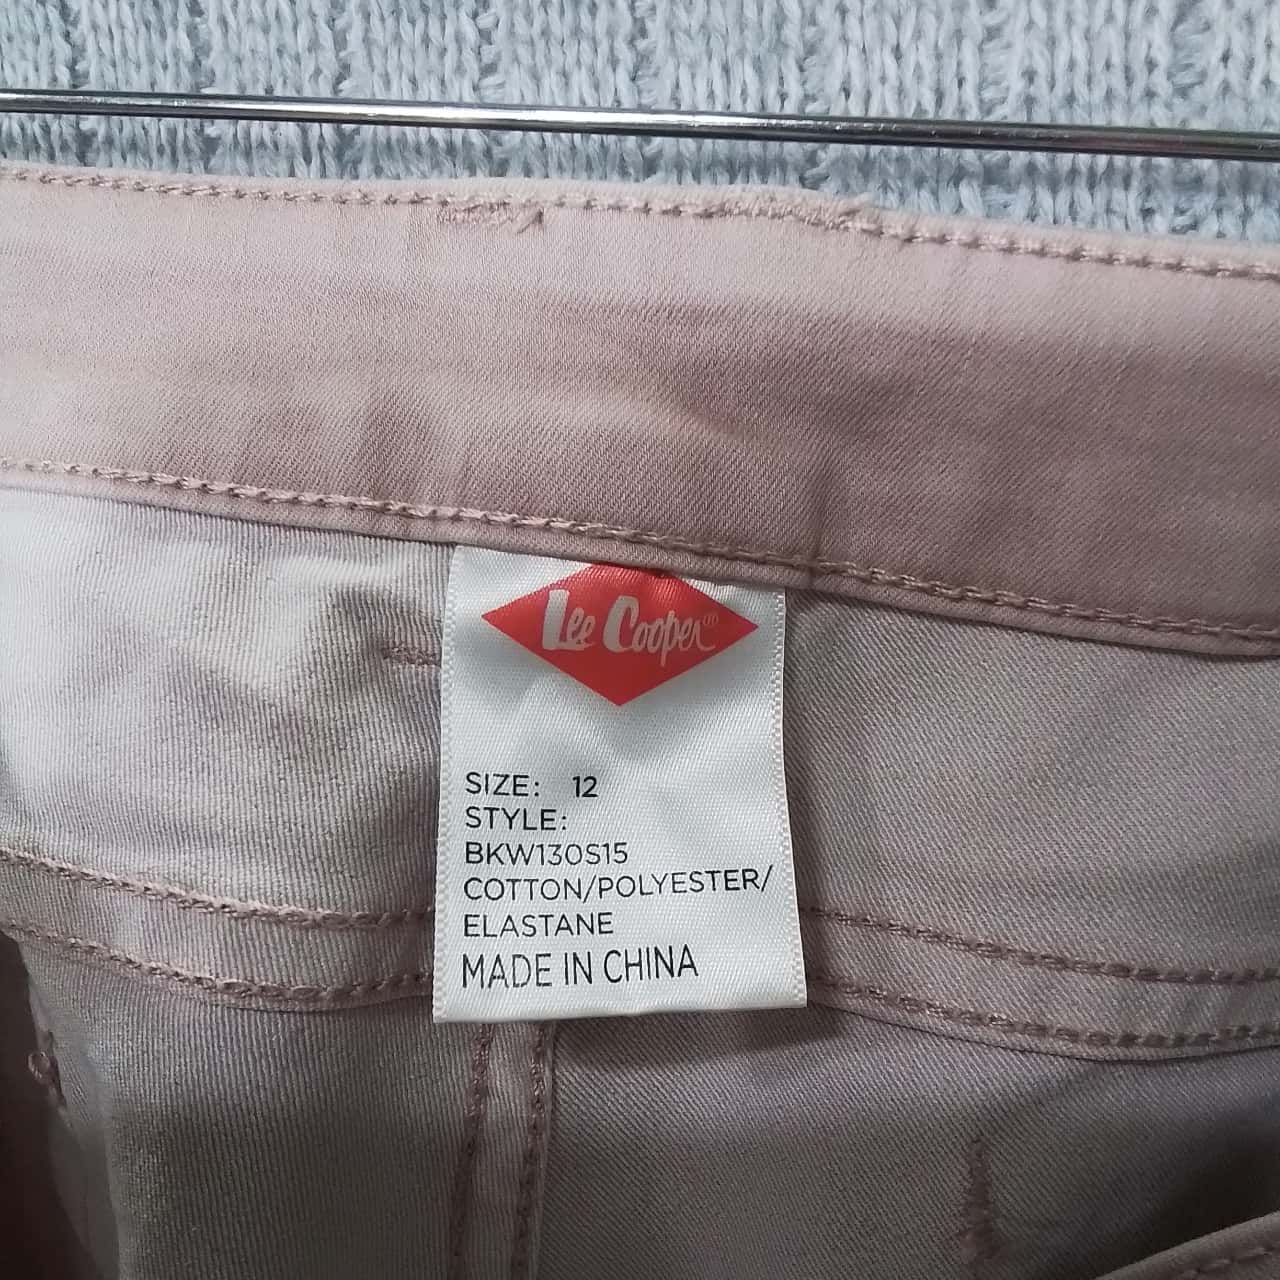 Lee Cooper
SIZE: 12
STYLE:
BKW130S15
COTTON/POLYESTER/
ELASTANE
MADE IN CHINA